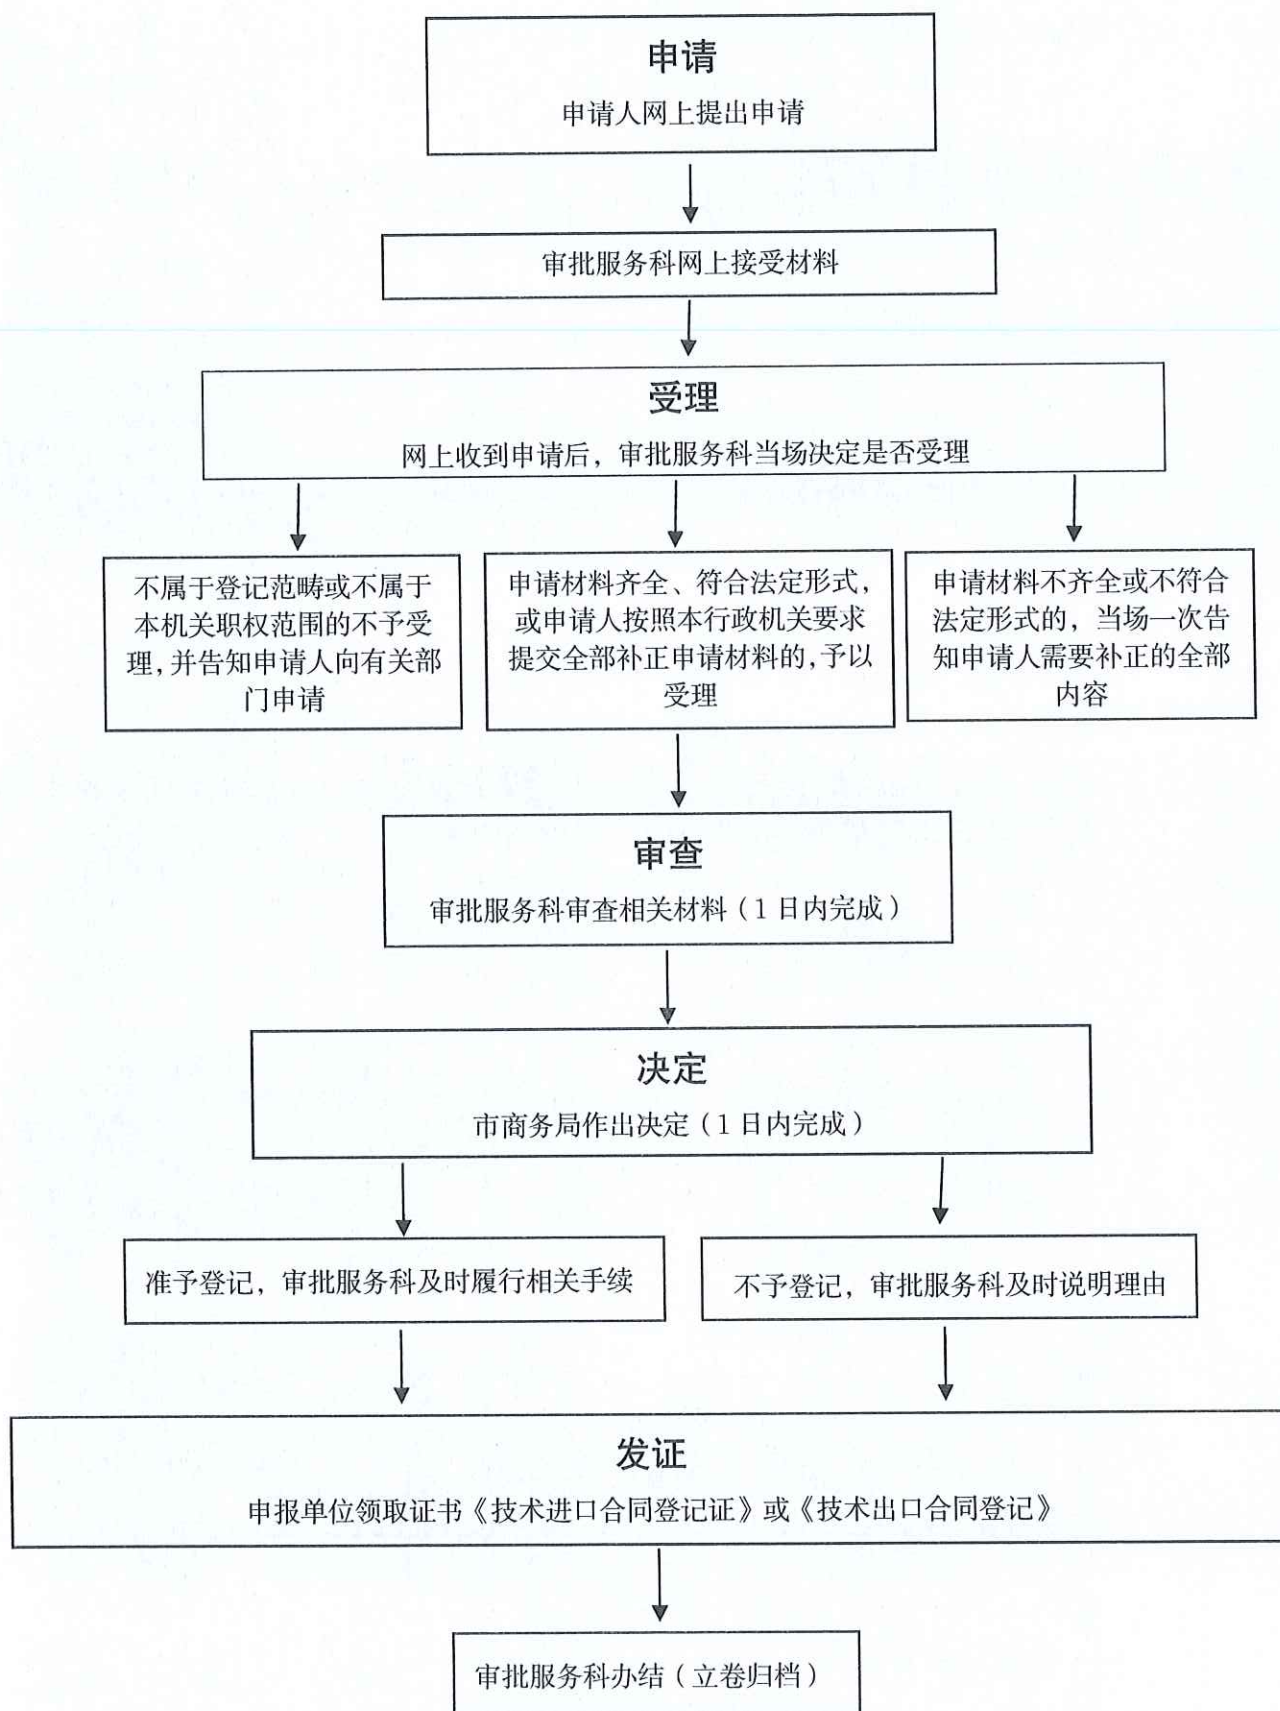 申请
申请人网上提出申请
审批服务科网上接受材料
受理
网上收到申请后，审批服务科当场决定是否受理
不属于登记范畴或不属于
本机关职权范围的不予受
理，并告知申请人向有关部
门申请
申请材料齐全、符合法定形式，
或申请人按照本行政机关要求
提交全部补正申请材料的，予以
受理
申请材料不齐全或不符合
法定形式的，当场一次告
知申请人需要补正的全部
内容
审查
审批服务科审查相关材料（1 日内完成）
决定
市商务局作出决定（1 日内完成）
准予登记，审批服务科及时履行相关手续
不予登记，审批服务科及时说明理由
发证
申报单位领取证书《技术进口合同登记证》或《技术出口合同登记》
审批服务科办结（立卷归档）